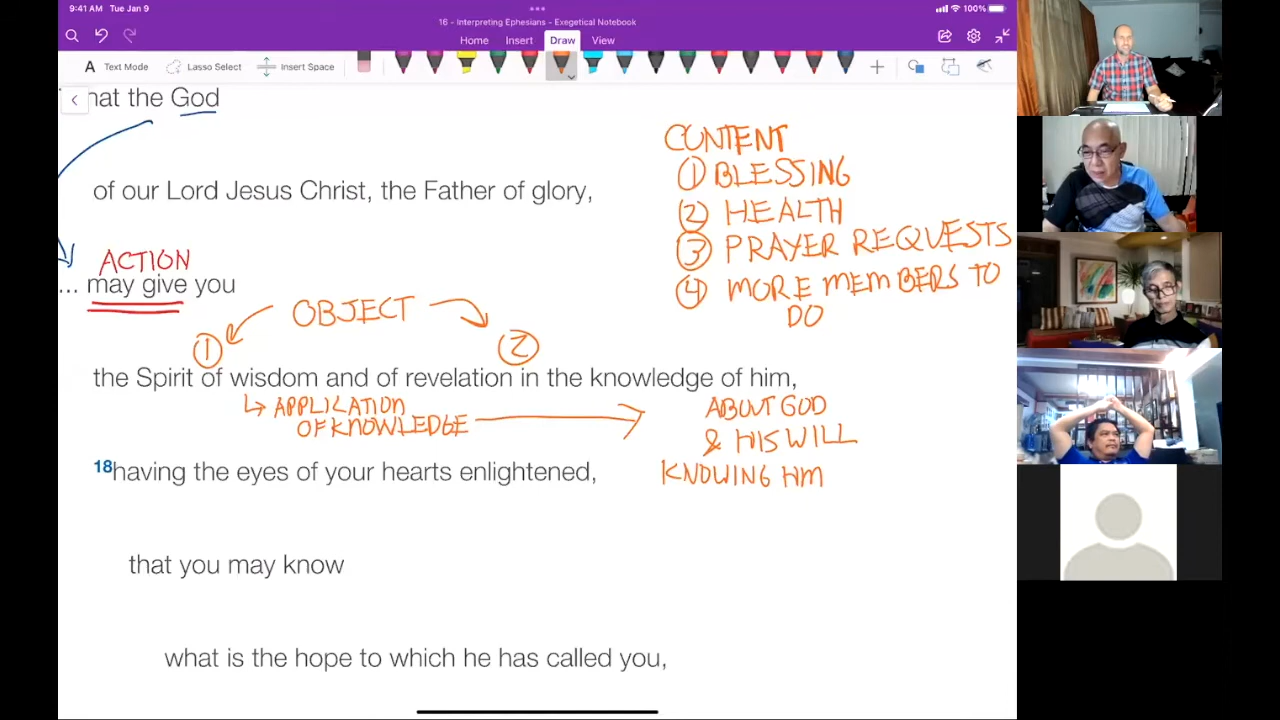 9:41 AM Tue Jan 9
100%
16 - Interpreting Ephesians - Exegetical Notebook
Home Insert Draw View
A Text Mode Lasso Select Insert Space
hat the God
of our Lord Jesus Christ, the Father of glory,
ACTION
... may give you
OBJECT
1 2
the Spirit of wisdom and of revelation in the knowledge of him,
APPLICATION
OF KNOWLEDGE
ABOUT GOD
& HIS WILL
KNOWING HM
18 having the eyes of your hearts enlightened,
that you may know
what is the hope to which he has called you,
CONTENT
1 BLESSING
2 HEALTH
3 PRAYER REQUESTS
4 MORE MEMBERS TO
DO